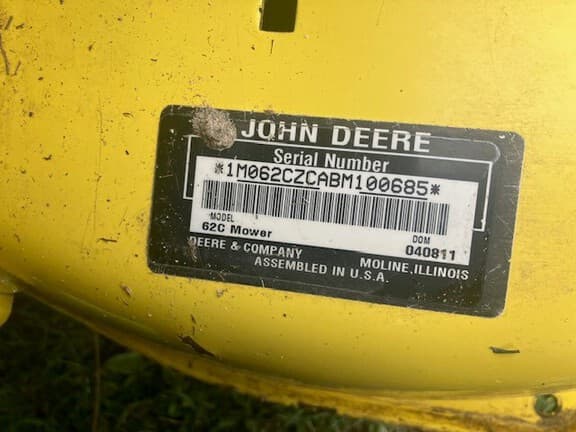 JOHN DEERE
Serial Number
*1M062CZCABM100685*
MODEL DOM
62C Mower 040811
DEERE & COMPANY MOLINE, ILLINOIS
ASSEMBLED IN U.S.A.